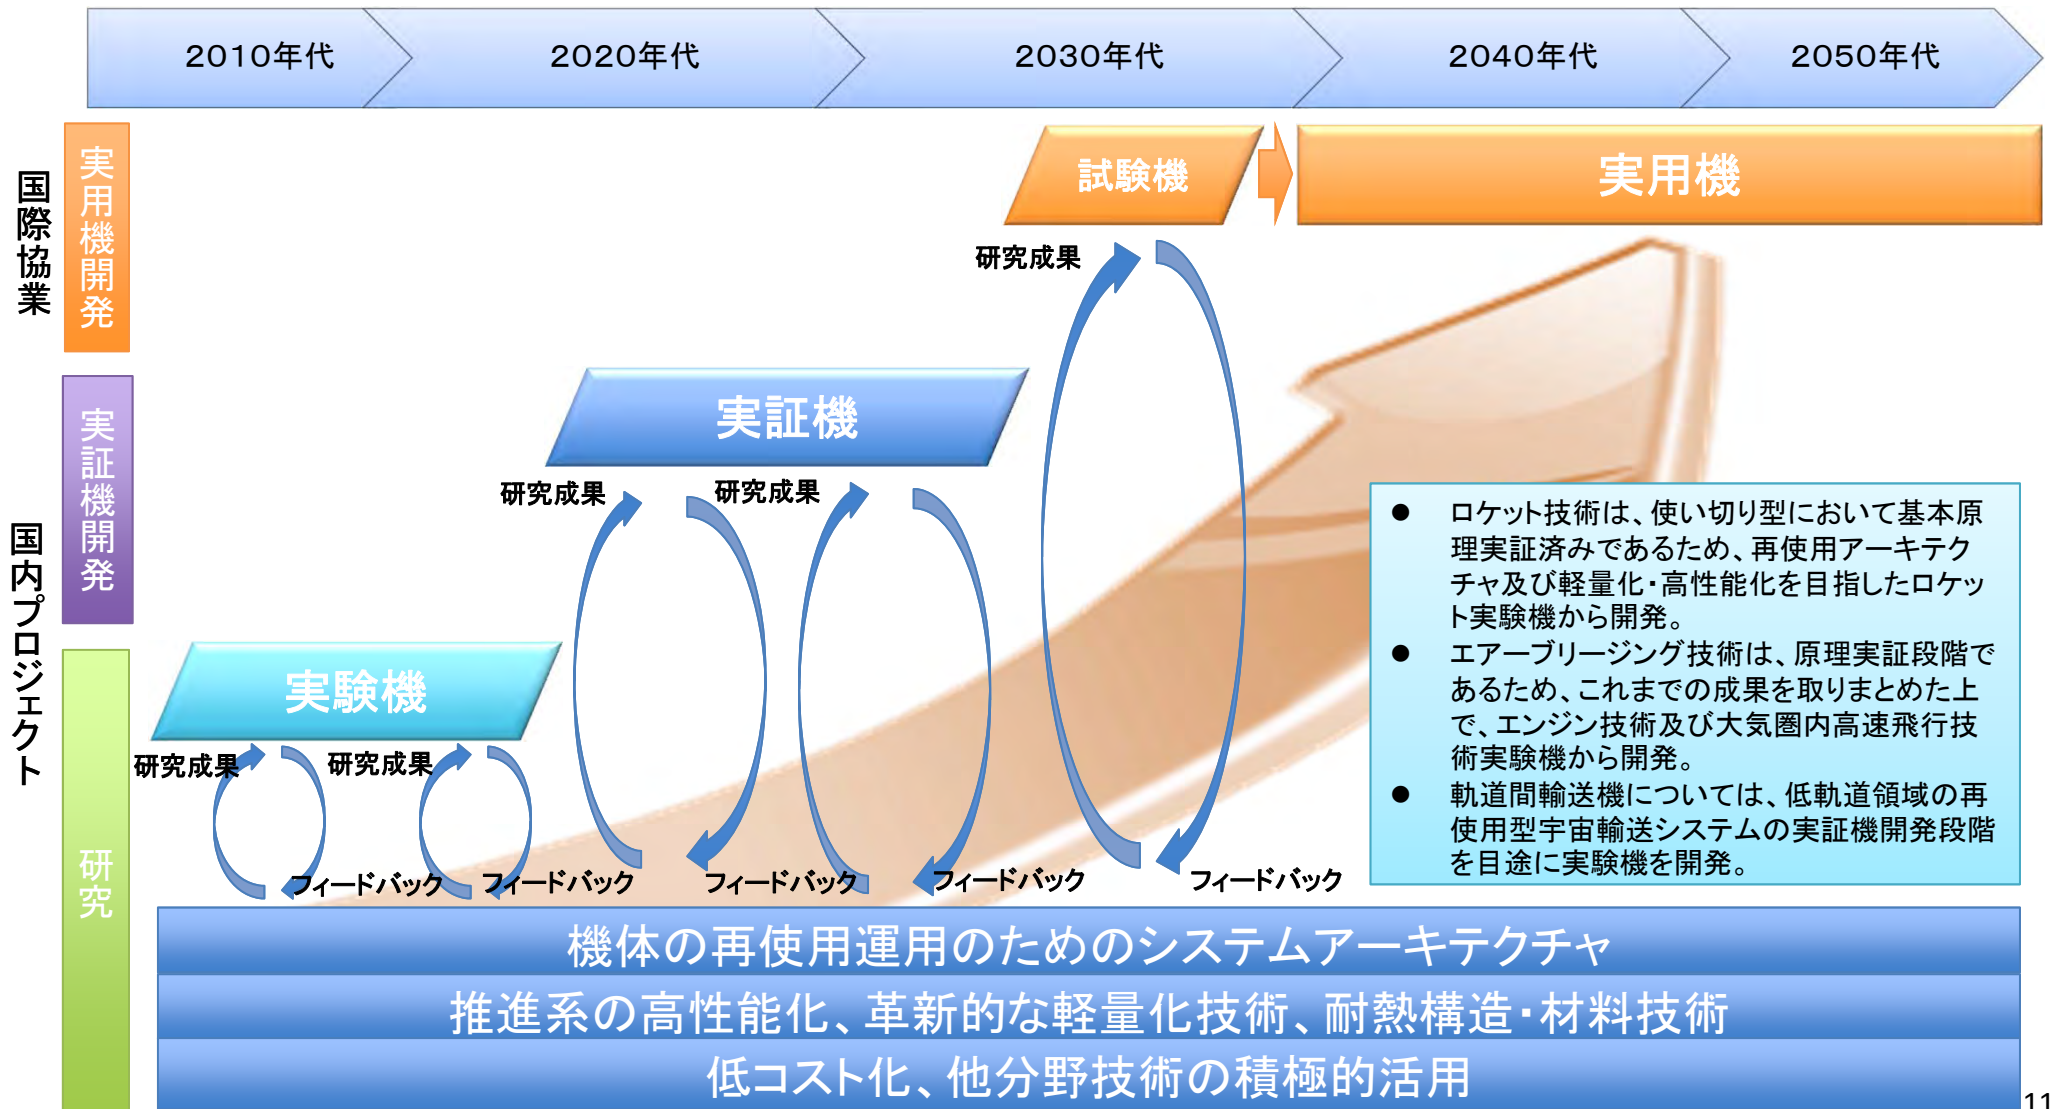 2010年代
2020年代
2030年代
2040年代
2050年代
国際協業
実用機開発
試験機
実用機
研究成果
国内プロジェクト
実証機開発
実証機
研究成果
研究成果
研究
実験機
研究成果
研究成果
フィードバック
フィードバック
フィードバック
フィードバック
フィードバック
● ロケット技術は、使い切り型において基本原
理実証済みであるため、再使用アーキテク
チャ及び軽量化・高性能化を目指したロケッ
ト実験機から開発。
● エアーブリージング技術は、原理実証段階で
あるため、これまでの成果を取りまとめた上
で、エンジン技術及び大気圏内高速飛行技
術実験機から開発。
● 軌道間輸送機については、低軌道領域の再
使用型宇宙輸送システムの実証機開発段階
を目途に実験機を開発。
機体の再使用運用のためのシステムアーキテクチャ
推進系の高性能化、革新的な軽量化技術、耐熱構造・材料技術
低コスト化、他分野技術の積極的活用
11